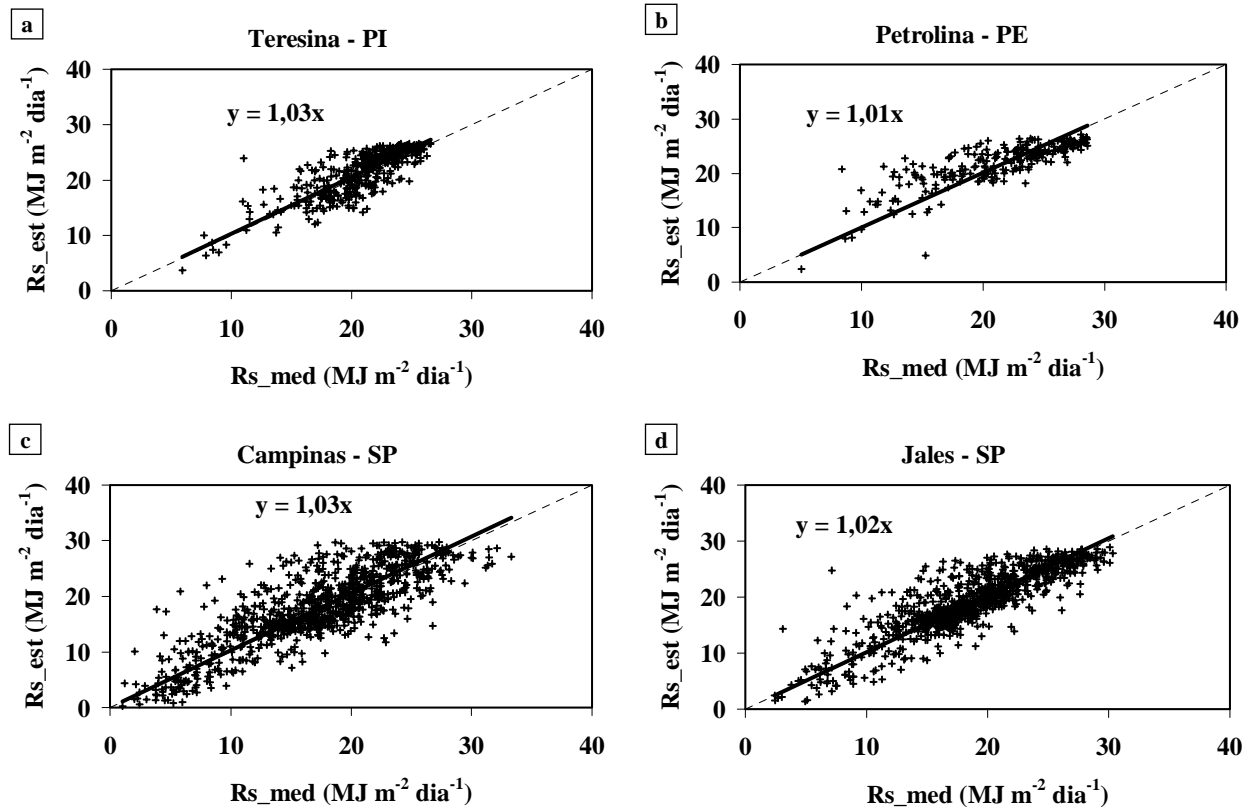 a
Teresina - PI
y = 1,03x
Rs_est (MJ m⁻² dia⁻¹)
40
30
20
10
0
0 10 20 30 40
Rs_med (MJ m⁻² dia⁻¹)
b
Petrolina - PE
y = 1,01x
Rs_est (MJ m⁻² dia⁻¹)
40
30
20
10
0
0 10 20 30 40
Rs_med (MJ m⁻² dia⁻¹)
c
Campinas - SP
y = 1,03x
Rs_est (MJ m⁻² dia⁻¹)
40
30
20
10
0
0 10 20 30 40
Rs_med (MJ m⁻² dia⁻¹)
d
Jales - SP
y = 1,02x
Rs_est (MJ m⁻² dia⁻¹)
40
30
20
10
0
0 10 20 30 40
Rs_med (MJ m⁻² dia⁻¹)